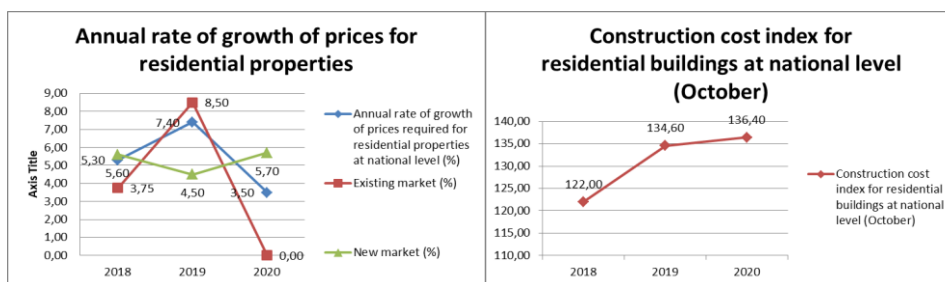 Annual rate of growth of prices for
residential properties
9,00
8,00
7,00
6,00
5,00
4,00
3,00
2,00
1,00
0,00
Axis Title
5,30
5,60
3,75
7,40
8,50
4,50
5,70
3,50
0,00
2018
2019
2020
Annual rate of growth
of prices required for
residential properties
at national level (%)
Existing market (%)
New market (%)
Construction cost index for
residential buildings at national level
(October)
140,00
135,00
130,00
125,00
120,00
115,00
110,00
122,00
134,60
136,40
2018
2019
2020
Construction cost
index for residential
buildings at national
level (October)